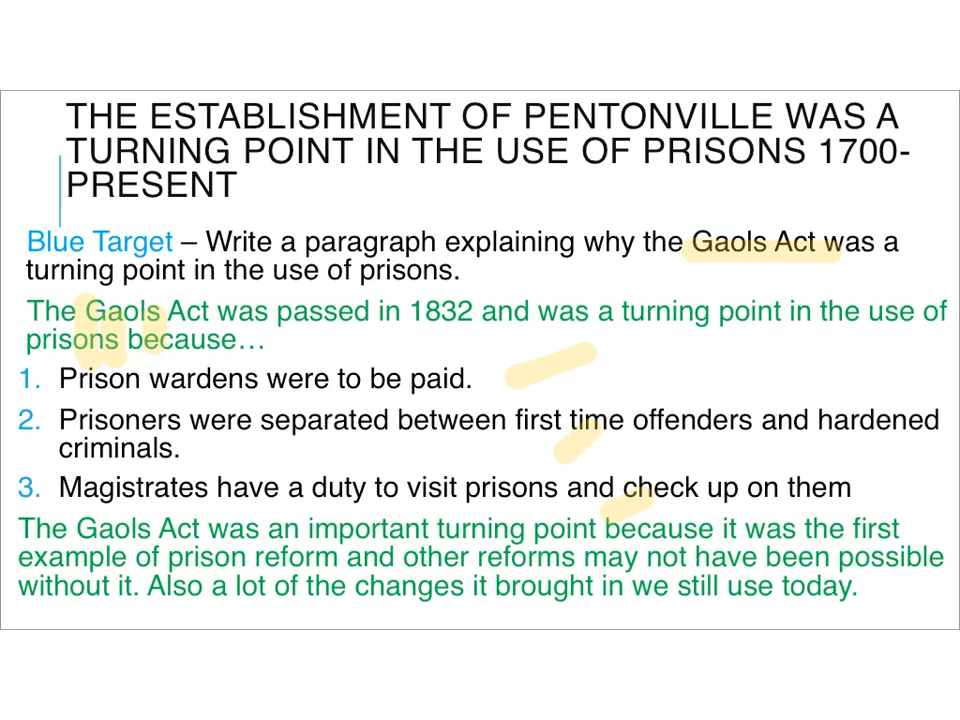 THE ESTABLISHMENT OF PENTONVILLE WAS A
TURNING POINT IN THE USE OF PRISONS 1700-
PRESENT
Blue Target – Write a paragraph explaining why the Gaols Act was a
turning point in the use of prisons.
The Gaols Act was passed in 1832 and was a turning point in the use of
prisons because…
1. Prison wardens were to be paid.
2. Prisoners were separated between first time offenders and hardened
criminals.
3. Magistrates have a duty to visit prisons and check up on them
The Gaols Act was an important turning point because it was the first
example of prison reform and other reforms may not have been possible
without it. Also a lot of the changes it brought in we still use today.